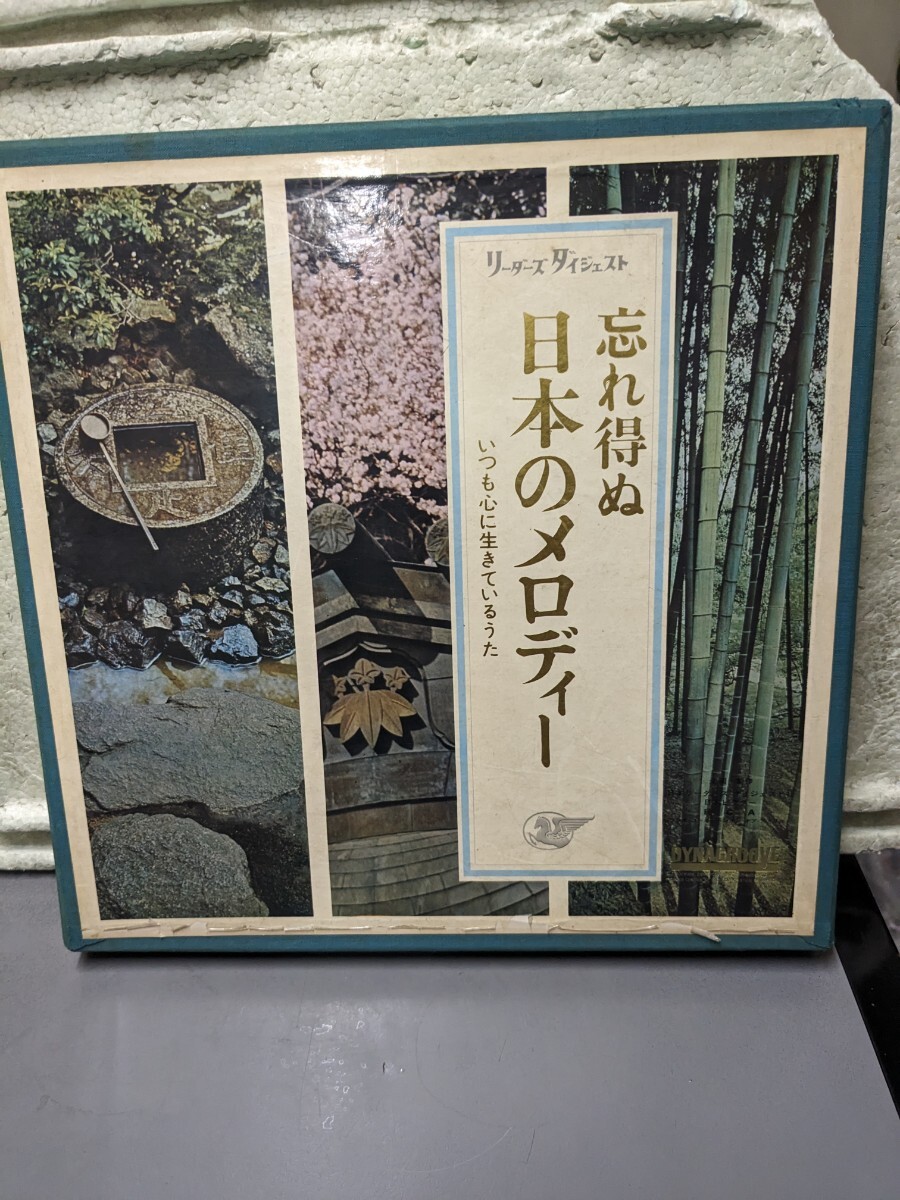 リーダーズ ダイジェスト
忘れ得ぬ
日本のメロディー
いつも心に生きているうた
DYNAGROOVE